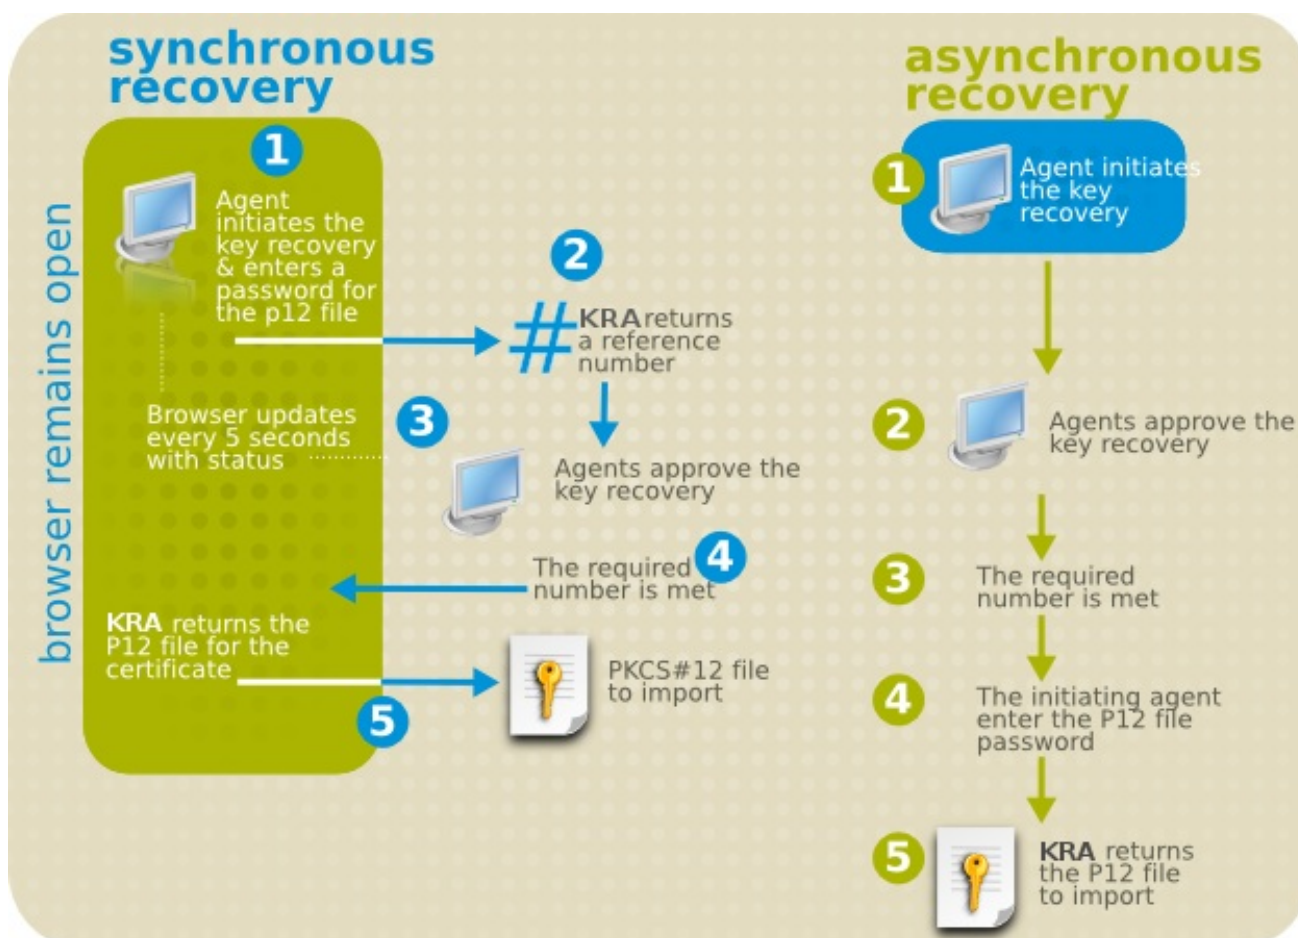 synchronous
recovery
browser remains open
1
Agent
initiates the
key recovery
& enters a
password for
the p12 file
Browser updates
every 5 seconds
with status
2
#
KRA returns
a reference
number
3
Agents approve the
key recovery
4
The required
number is met
KRA returns the
P12 file for the
certificate
5
PKCS#12 file
to import
asynchronous
recovery
1
Agent initiates
the key
recovery
2
Agents approve the
key recovery
3
The required
number is met
4
The initiating agent
enter the P12 file
password
5
KRA returns
the P12 file
to import